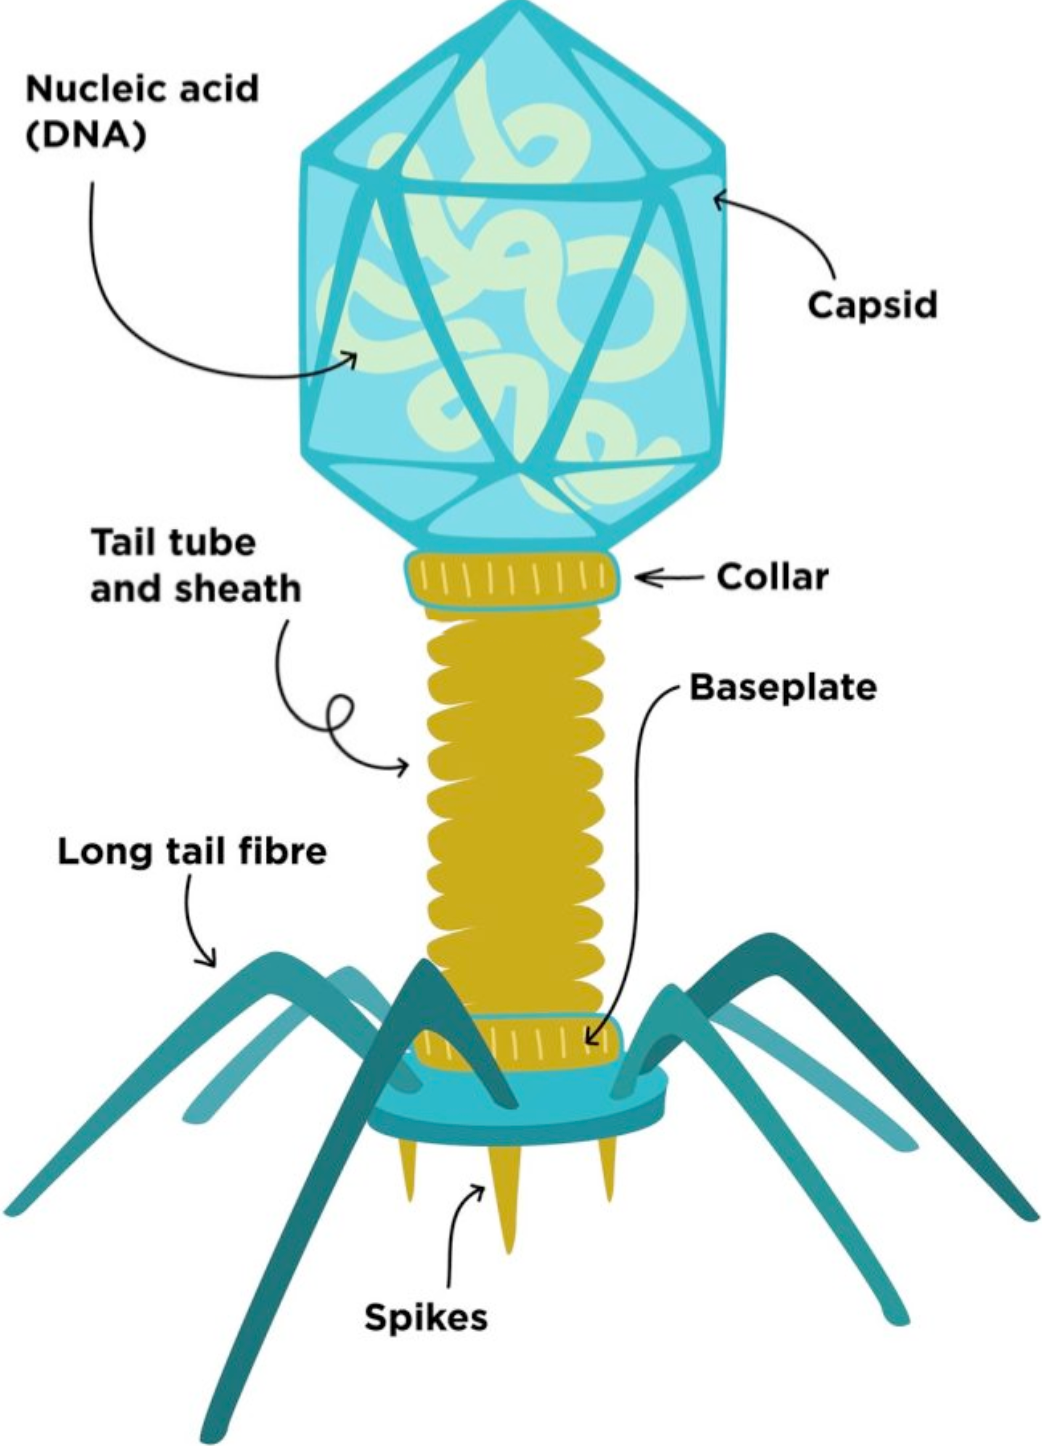 Nucleic acid
(DNA)
Capsid
Tail tube
and sheath
Collar
Baseplate
Long tail fibre
Spikes